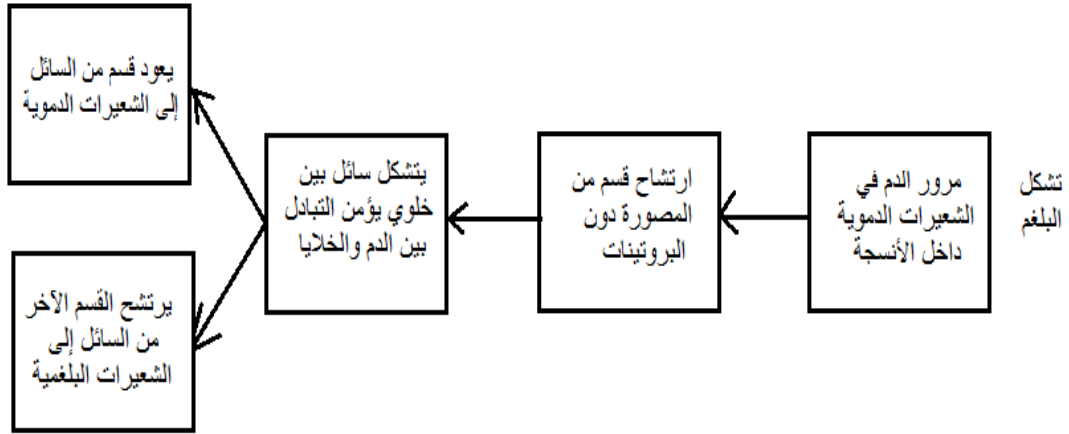 تشكل
البلغم
مرور الدم في
الشعيرات الدموية
داخل الأنسجة
ارتشاح قسم من
المصورة دون
البروتينات
يتشكل سائل بين
خلوي يؤمن التبادل
بين الدم والخلايا
يعود قسم من السائل
إلى الشعيرات الدموية
يرتشح القسم الآخر
من السائل إلى
الشعيرات البلغمية